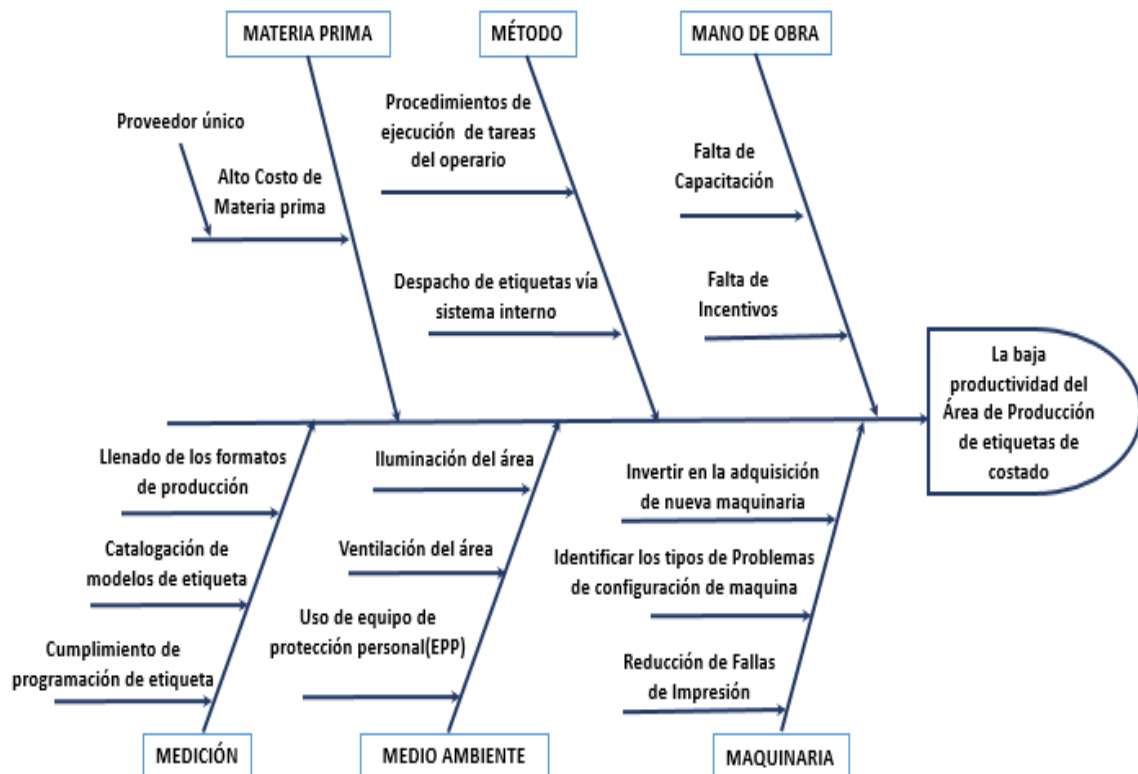 MATERIA PRIMA
MÉTODO
MANO DE OBRA
Proveedor único
Alto Costo de
Materia prima
Procedimientos de
ejecución de tareas
del operario
Despacho de etiquetas vía
sistema interno
Falta de
Capacitación
Falta de
Incentivos
La baja
productividad del
Área de Producción
de etiquetas de
costado
Llenado de los formatos
de producción
Catalogación de
modelos de etiqueta
Cumplimiento de
programación de etiqueta
Iluminación del área
Ventilación del área
Uso de equipo de
protección personal(EPP)
Invertir en la adquisición
de nueva maquinaria
Identificar los tipos de Problemas
de configuración de maquina
Reducción de Fallas
de Impresión
MEDICIÓN
MEDIO AMBIENTE
MAQUINARIA